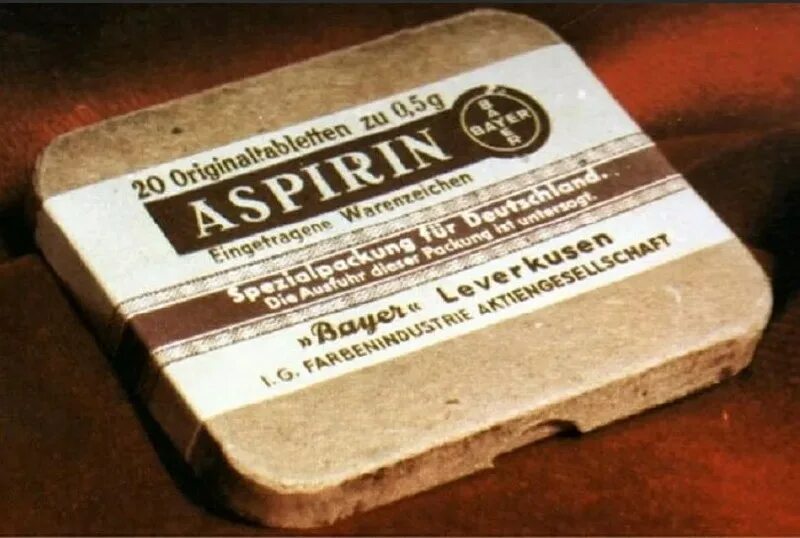 20 Originaltabletten zu 0,5g
ASPIRIN
BAYER
BAYER
Eingetragene Warenzeichen
Spezialpackung für Deutschland...
Die Ausfuhr dieser Packung ist untersagt.
»Bayer« Leverkusen
I.G. FARBENINDUSTRIE AKTIENGESELLSCHAFT